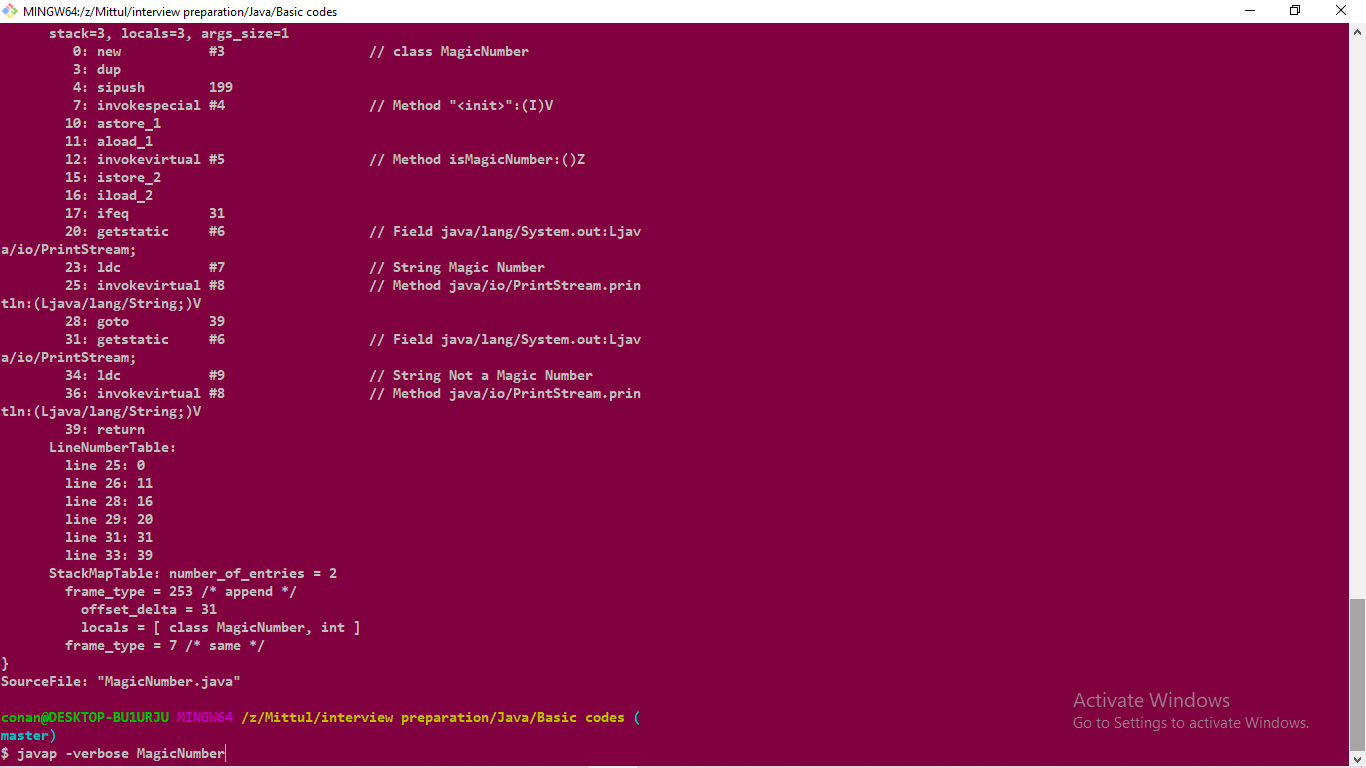 MINGW64:/z/Mittul/interview preparation/Java/Basic codes
      stack=3, locals=3, args_size=1
         0: new           #3                  // class MagicNumber
         3: dup
         4: sipush        199
         7: invokespecial #4                  // Method "<init>":(I)V
        10: astore_1
        11: aload_1
        12: invokevirtual #5                  // Method isMagicNumber:()Z
        15: istore_2
        16: iload_2
        17: ifeq          31
        20: getstatic     #6                  // Field java/lang/System.out:Ljav
a/io/PrintStream;
        23: ldc           #7                  // String Magic Number
        25: invokevirtual #8                  // Method java/io/PrintStream.prin
tln:(Ljava/lang/String;)V
        28: goto          39
        31: getstatic     #6                  // Field java/lang/System.out:Ljav
a/io/PrintStream;
        34: ldc           #9                  // String Not a Magic Number
        36: invokevirtual #8                  // Method java/io/PrintStream.prin
tln:(Ljava/lang/String;)V
        39: return
      LineNumberTable:
        line 25: 0
        line 26: 11
        line 28: 16
        line 29: 20
        line 31: 31
        line 33: 39
      StackMapTable: number_of_entries = 2
        frame_type = 253 /* append */
          offset_delta = 31
          locals = [ class MagicNumber, int ]
        frame_type = 7 /* same */
}
SourceFile: "MagicNumber.java"
conan@DESKTOP-BU1URJU MINGW64 /z/Mittul/interview preparation/Java/Basic codes (
master)
$ javap -verbose MagicNumber
Activate Windows
Go to Settings to activate Windows.